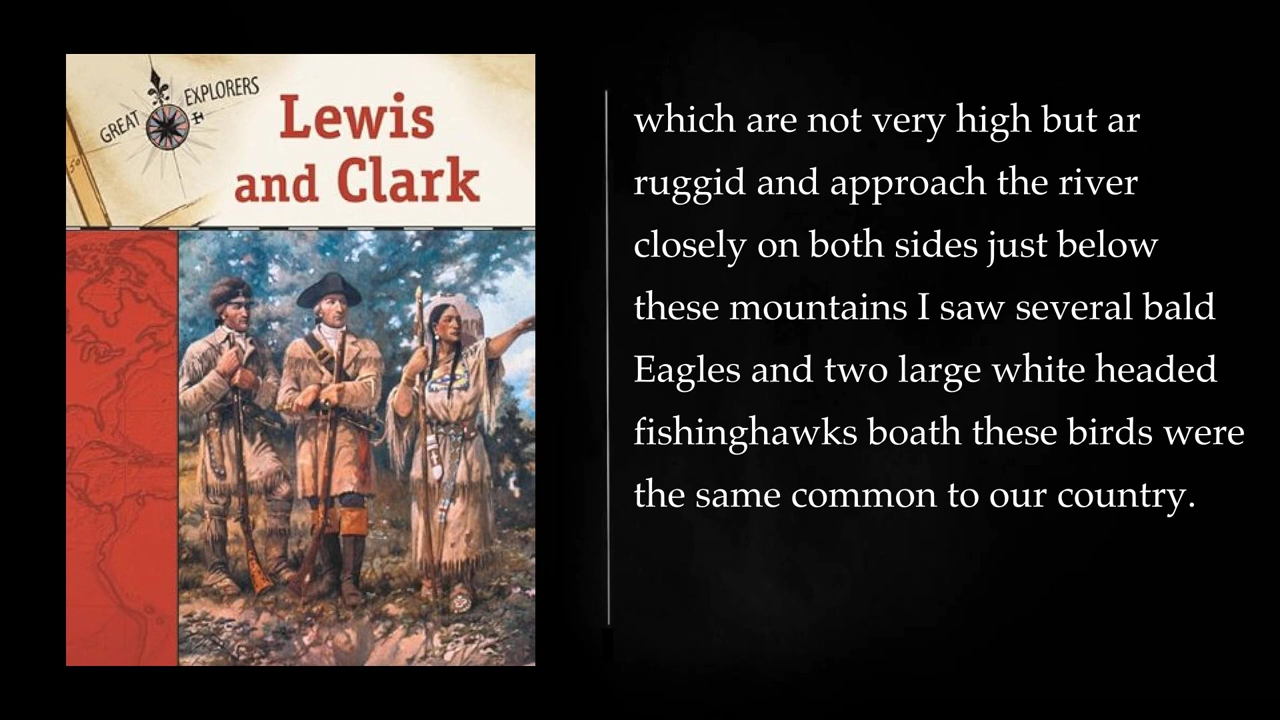 GREAT EXPLORERS
Lewis
and Clark
50
which are not very high but ar
ruggid and approach the river
closely on both sides just below
these mountains I saw several bald
Eagles and two large white headed
fishinghawks boath these birds were
the same common to our country.